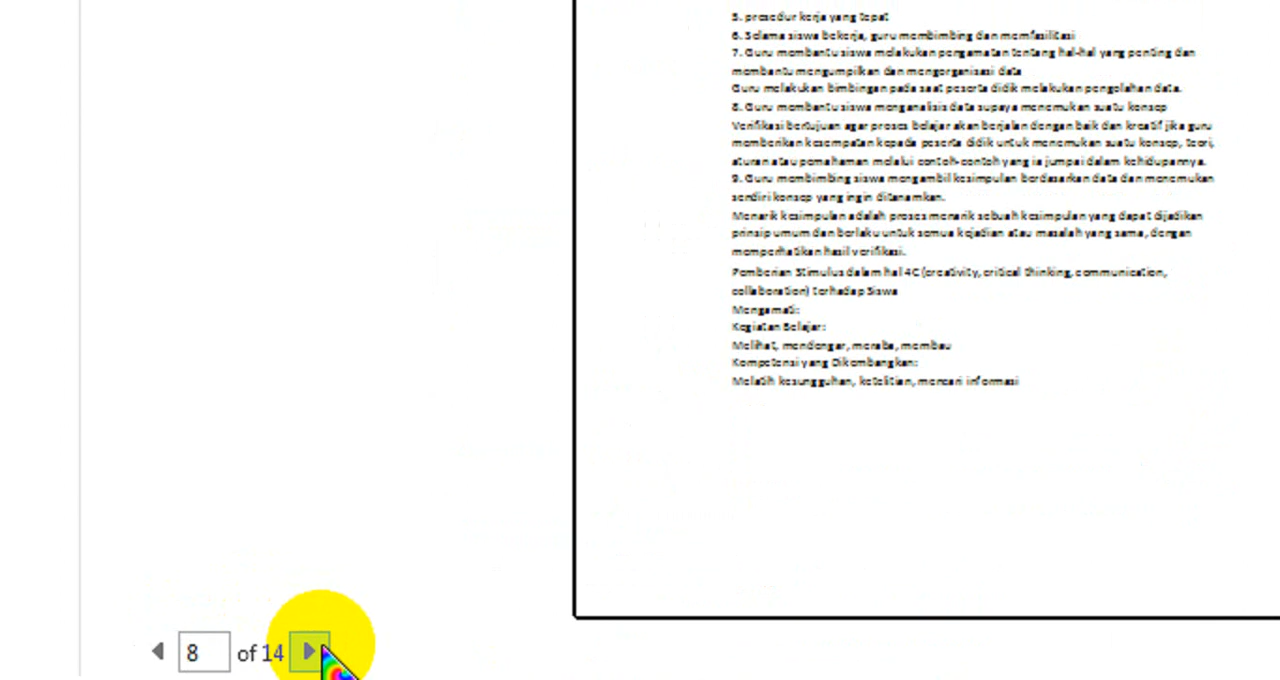 5. prosedur kerja yang tepat
6. Selama siswa bekerja, guru membimbing dan memfasilitasi
7. Guru membantu siswa melakukan pengamatan tentang hal-hal yang penting dan
membantu mengumpilkan dan mengorganisasi data
Guru melakukan bimbingan pada saat peserta didik melakukan pengolahan data.
8. Guru membantu siswa menganalisis data supaya menemukan suatu konsep
Verifikasi bertujuan agar proses belajar akan berjalan dengan baik dan kreatif jika guru
memberikan kesempatan kepada peserta didik untuk menemukan suatu konsep, teori,
aturan atau pemahaman melalui contoh-contoh yang ia jumpai dalam kehidupannya.
9. Guru membimbing siswa mengambil kesimpulan berdasarkan data dan menemukan
sendiri konsep yang ingin ditanamkan.
Menarik kesimpulan adalah proses menarik sebuah kesimpulan yang dapat dijadikan
prinsip umum dan berlaku untuk semua kejadian atau masalah yang sama, dengan
memperhatikan hasil verifikasi.
Pemberian Stimulus dalam hal 4C (creativity, critical thinking, communication,
collaboration) terhadap Siswa
Mengamati:
Kegiatan Belajar:
Melihat, mendengar, meraba, membau
Kompetensi yang Dikembangkan:
Melatih kesungguhan, ketelitian, mencari informasi
8 of 14